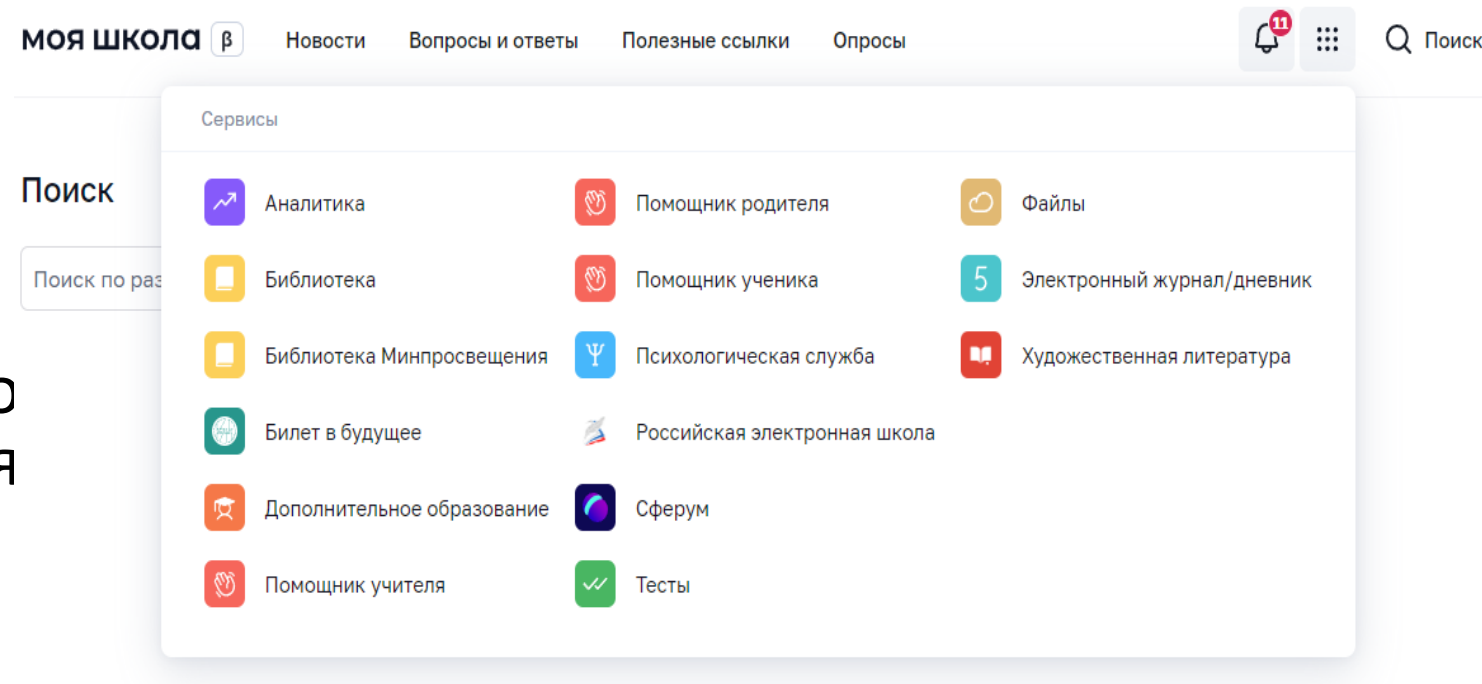 моя школа β Новости Вопросы и ответы Полезные ссылки Опросы 11 Поиск
Сервисы
Поиск
Поиск по раз
Аналитика Помощник родителя Файлы
Библиотека Помощник ученика 5 Электронный журнал/дневник
Библиотека Минпросвещения Ψ Психологическая служба Художественная литература
Билет в будущее Российская электронная школа
Дополнительное образование Сферум
Помощник учителя Тесты
я